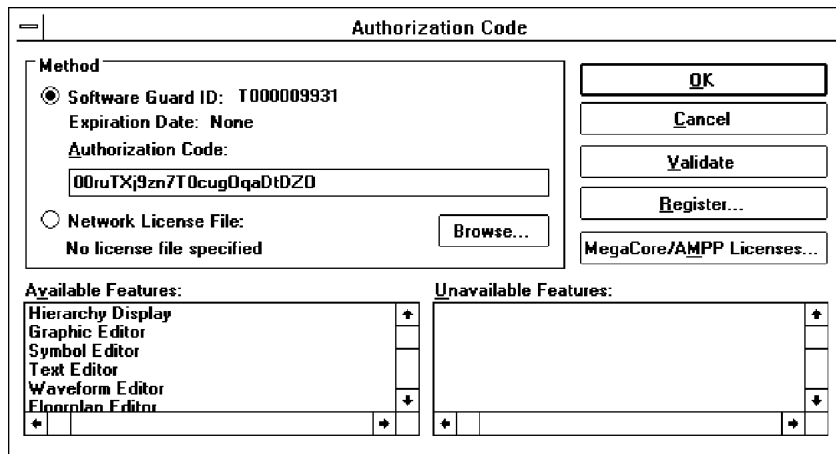 Authorization Code
Method
Software Guard ID: T000009931
Expiration Date: None
Authorization Code:
00ruTXj9zn7T0cugOqaDtDZO
Network License File:
No license file specified
Browse...
OK
Cancel
Validate
Register...
MegaCore/AMPP Licenses...
Available Features:
Hierarchy Display
Graphic Editor
Symbol Editor
Text Editor
Waveform Editor
Floorplan Editor
Unavailable Features: